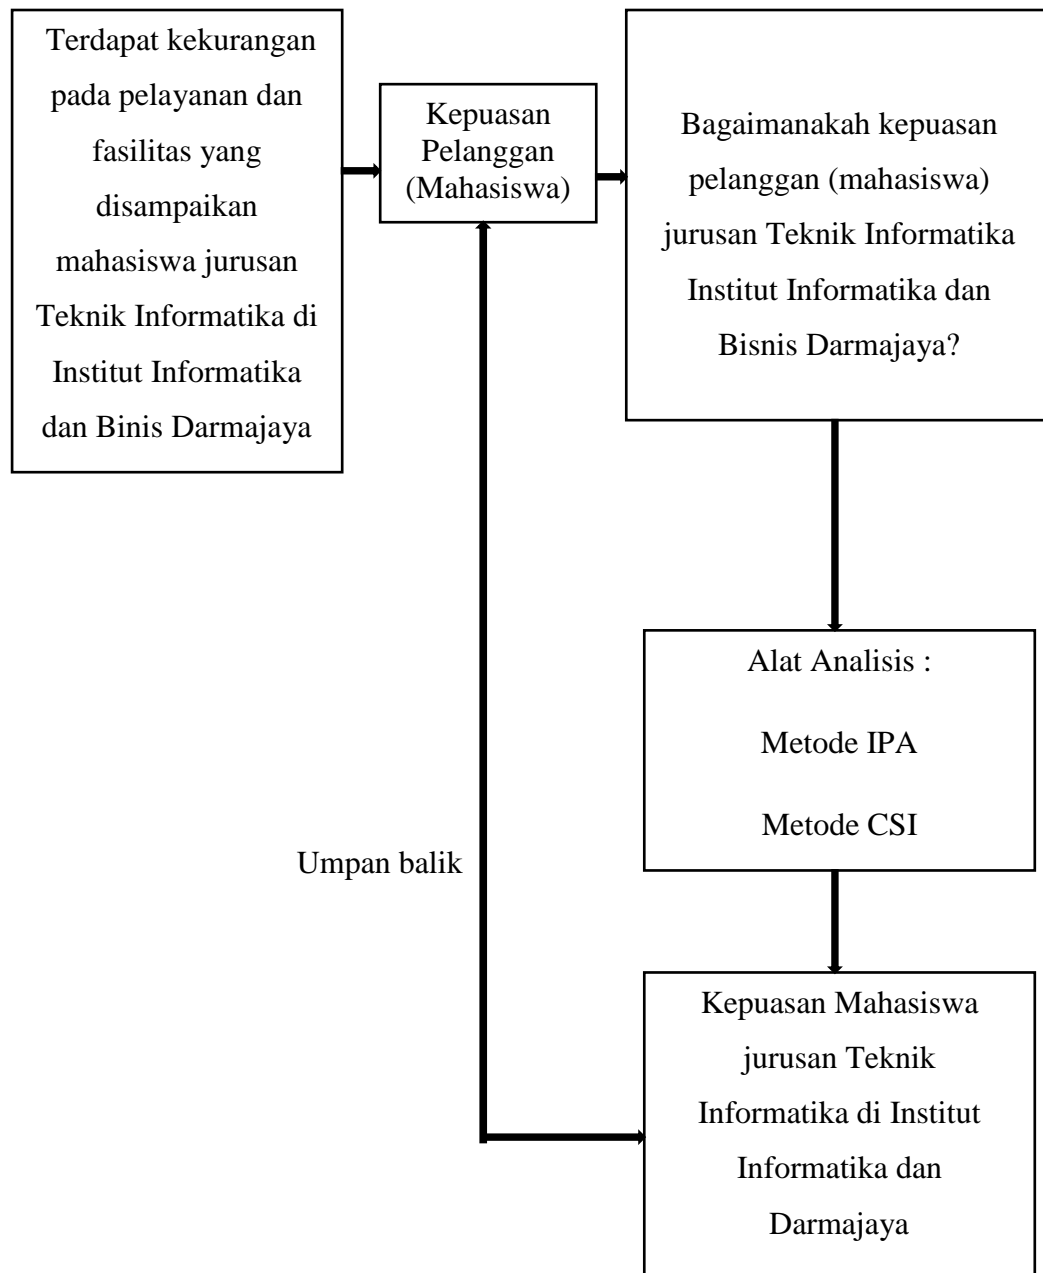 Terdapat kekurangan
pada pelayanan dan
fasilitas yang
disampaikan
mahasiswa jurusan
Teknik Informatika di
Institut Informatika
dan Binis Darmajaya
Kepuasan
Pelanggan
(Mahasiswa)
Bagaimanakah kepuasan
pelanggan (mahasiswa)
jurusan Teknik Informatika
Institut Informatika dan
Bisnis Darmajaya?
Alat Analisis :
Metode IPA
Metode CSI
Umpan balik
Kepuasan Mahasiswa
jurusan Teknik
Informatika di Institut
Informatika dan
Darmajaya